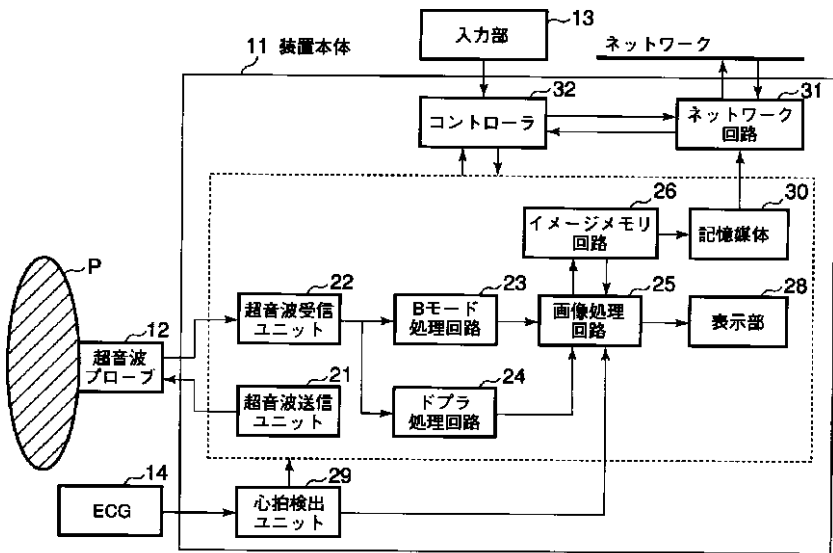 13
入力部
ネットワーク
11 装置本体
32
コントローラ
31
ネットワーク
回路
26
イメージメモリ
回路
30
記憶媒体
P
22
超音波受信
ユニット
23
Bモード
処理回路
25
画像処理
回路
28
表示部
12
超音波
プローブ
21
超音波送信
ユニット
24
ドプラ
処理回路
14
ECG
29
心拍検出
ユニット